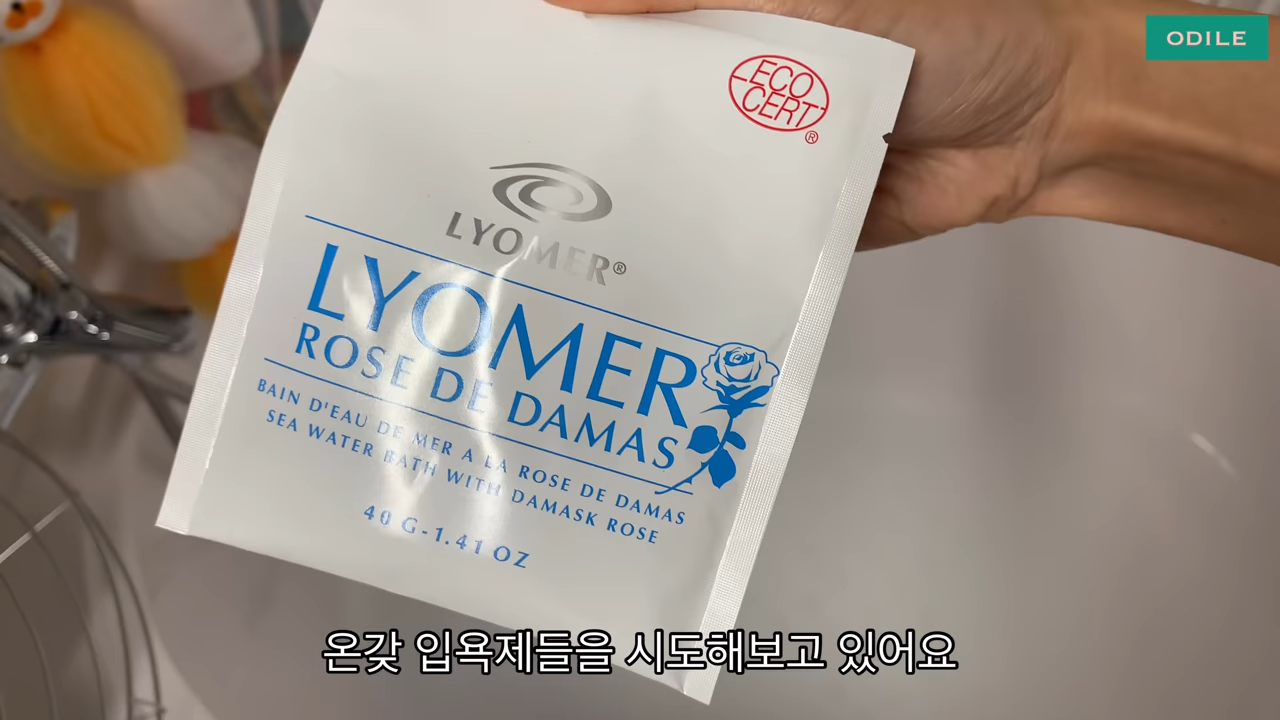 ODILE
ECO
CERT
®
LYOMER®
LYOMER
ROSE DE DAMAS
BAIN D'EAU DE MER A LA ROSE DE DAMAS
SEA WATER BATH WITH DAMASK ROSE
40 G-1.41 OZ
온갖 입욕제들을 시도해보고 있어요